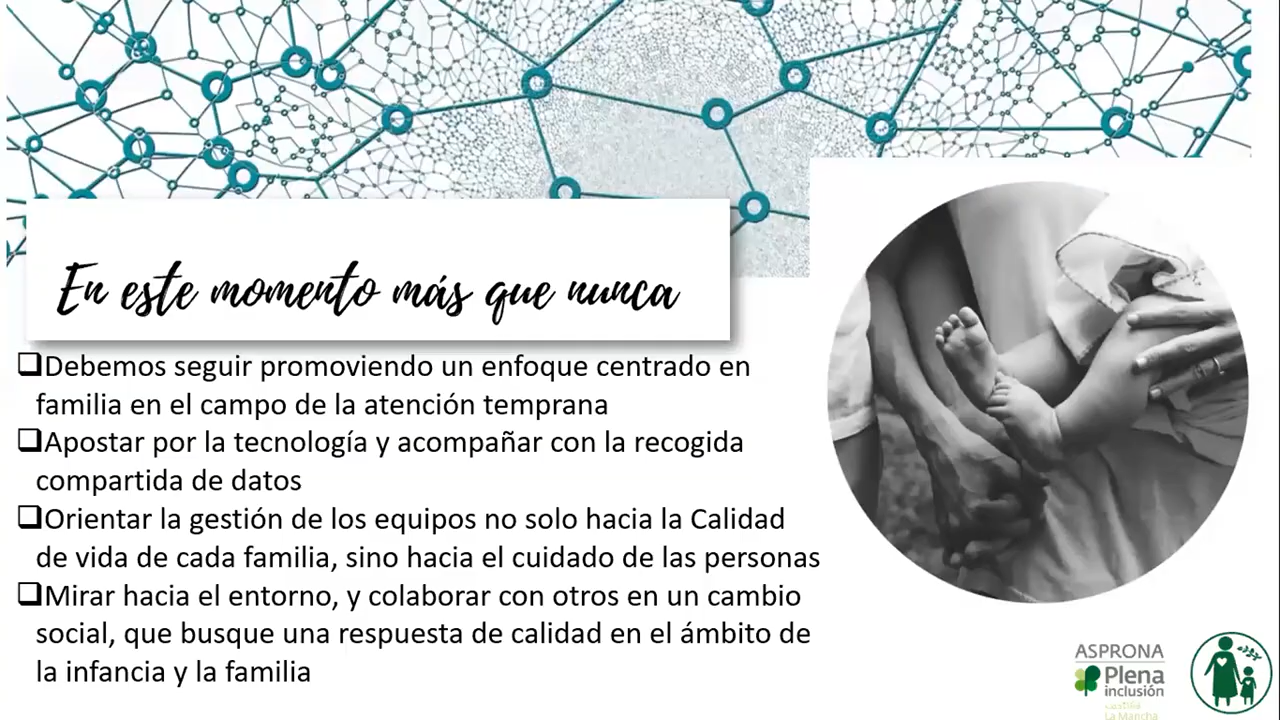 En este momento más que nunca
❑Debemos seguir promoviendo un enfoque centrado en
familia en el campo de la atención temprana
❑Apostar por la tecnología y acompañar con la recogida
compartida de datos
❑Orientar la gestión de los equipos no solo hacia la Calidad
de vida de cada familia, sino hacia el cuidado de las personas
❑Mirar hacia el entorno, y colaborar con otros en un cambio
social, que busque una respuesta de calidad en el ámbito de
la infancia y la familia
ASPRONA
Plena
inclusión
Castilla
La Mancha